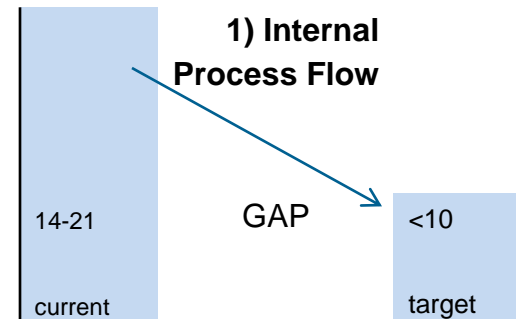 1) Internal
Process Flow
14-21
GAP
<10
current
target